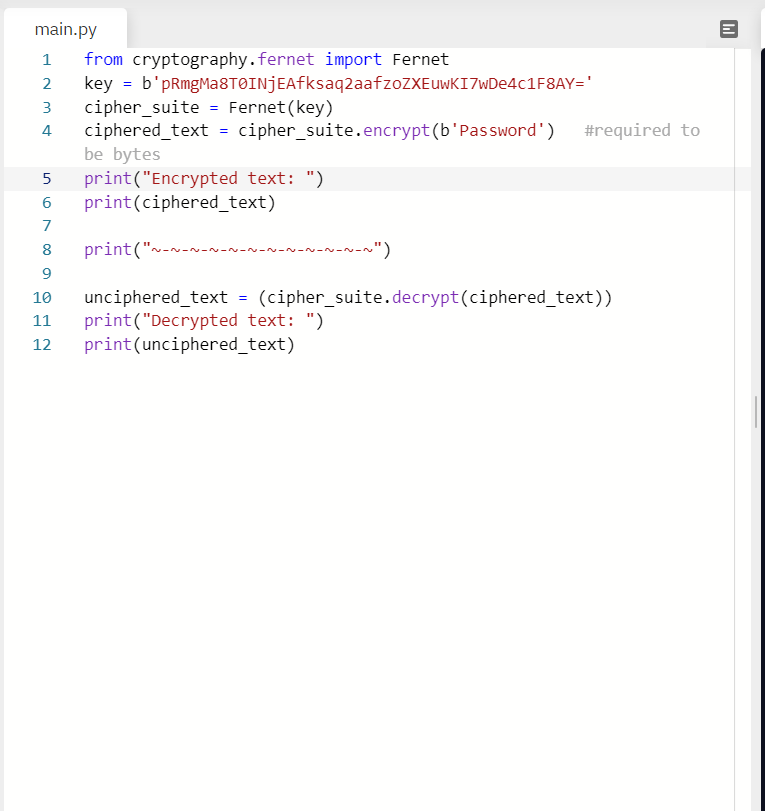 main.py
1 from cryptography.fernet import Fernet
2 key = b'pRmgMa8T0INjEAfksaq2aafzoZXEuwKI7wDe4c1F8AY='
3 cipher_suite = Fernet(key)
4 ciphered_text = cipher_suite.encrypt(b'Password')   #required to
be bytes
5 print("Encrypted text: ")
6 print(ciphered_text)
7
8 print("~-~-~-~-~-~-~-~-~-~-~-~")
9
10 unciphered_text = (cipher_suite.decrypt(ciphered_text))
11 print("Decrypted text: ")
12 print(unciphered_text)